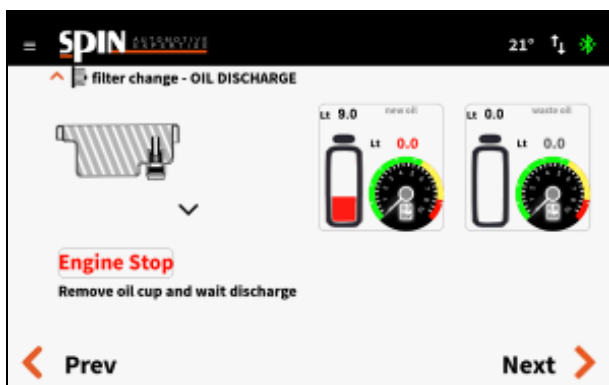 SPIN AUTOMOTIVE EXPERTISE
21°
filter change - OIL DISCHARGE
Lt 9.0 new oil
Lt 0.0
Lt 0.0 waste oil
Lt 0.0
Engine Stop
Remove oil cup and wait discharge
Prev
Next